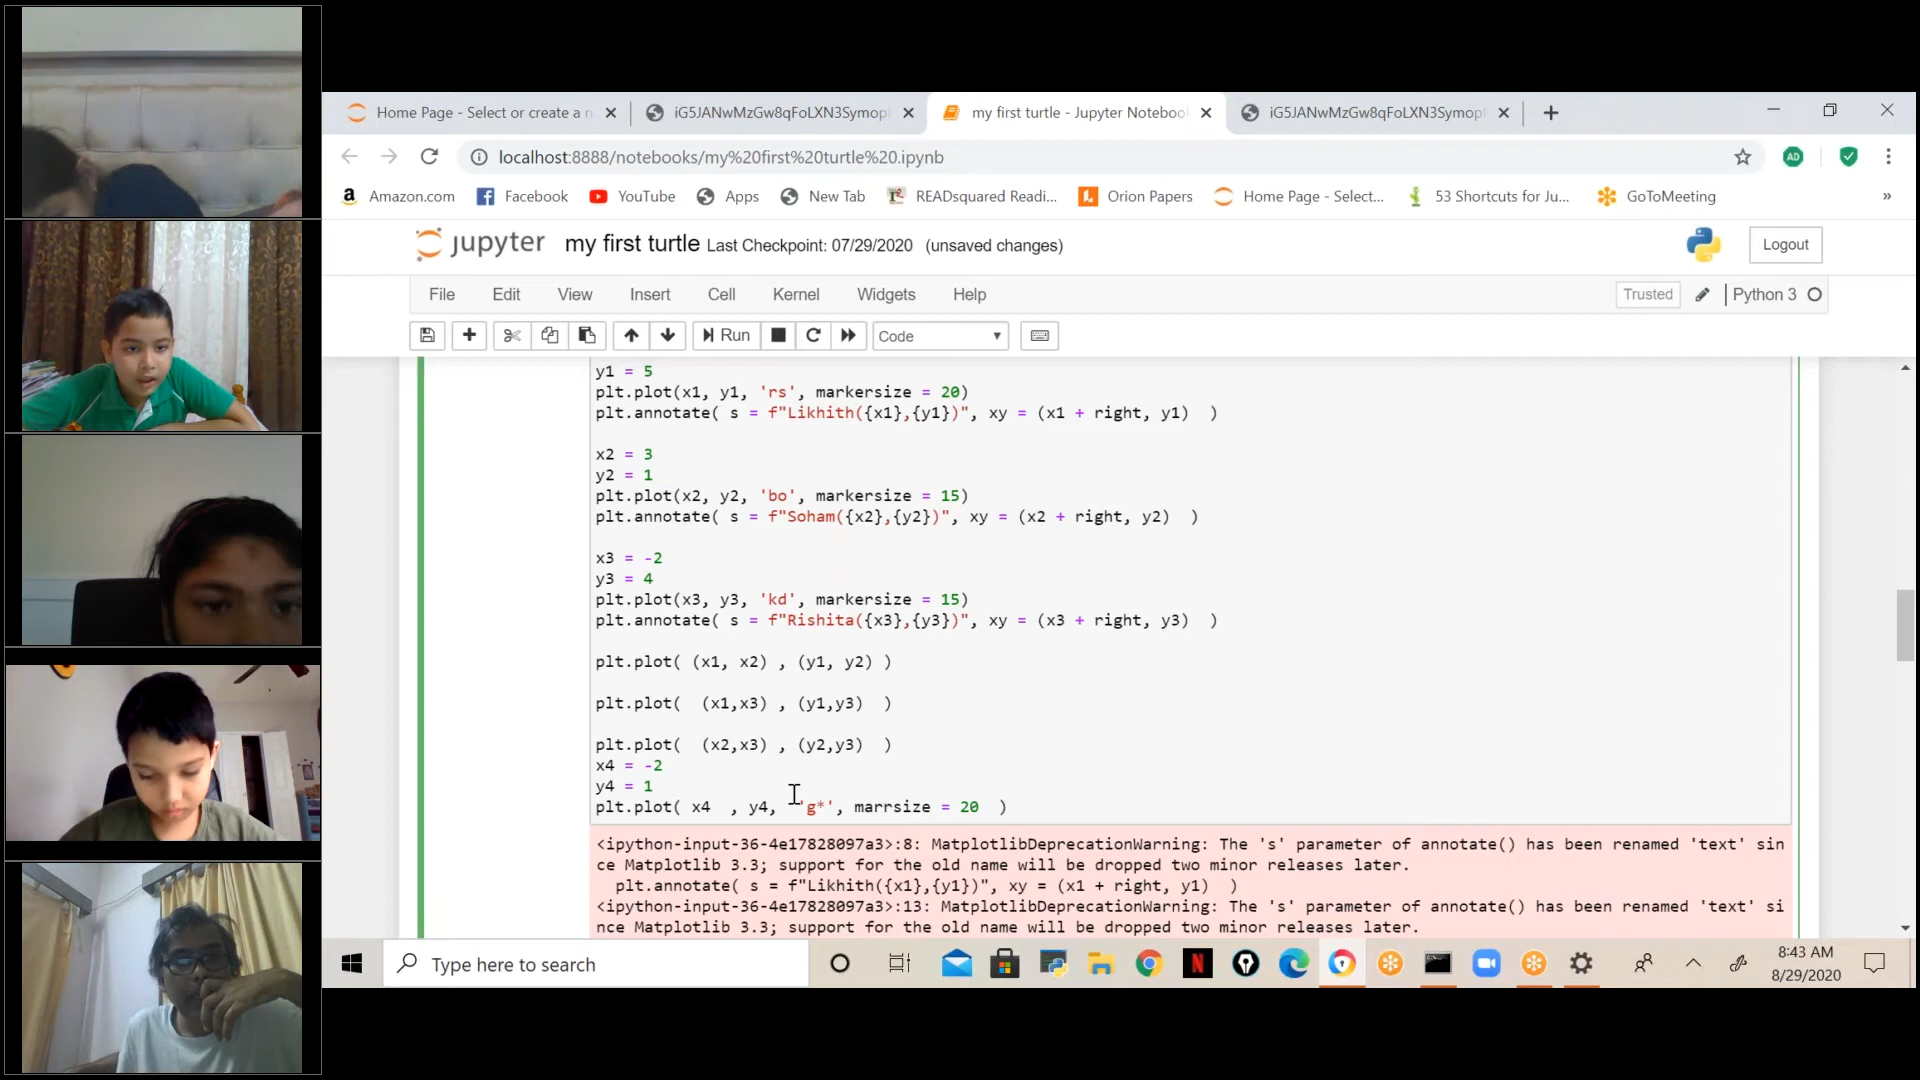 Home Page - Select or create a n
iG5JANwMzGw8qFoLXN3Symopl
my first turtle - Jupyter Noteboo
iG5JANwMzGw8qFoLXN3Symopl
localhost:8888/notebooks/my%20first%20turtle%20.ipynb
AD
Amazon.com
Facebook
YouTube
Apps
New Tab
READsquared Readi...
Orion Papers
Home Page - Select...
53 Shortcuts for Ju...
GoToMeeting
»
jupyter my first turtle Last Checkpoint: 07/29/2020 (unsaved changes)
Logout
File Edit View Insert Cell Kernel Widgets Help
Trusted
Python 3
Run
Code
y1 = 5
plt.plot(x1, y1, 'rs', markersize = 20)
plt.annotate( s = f"Likhith({x1},{y1})", xy = (x1 + right, y1)  )
x2 = 3
y2 = 1
plt.plot(x2, y2, 'bo', markersize = 15)
plt.annotate( s = f"Soham({x2},{y2})", xy = (x2 + right, y2)  )
x3 = -2
y3 = 4
plt.plot(x3, y3, 'kd', markersize = 15)
plt.annotate( s = f"Rishita({x3},{y3})", xy = (x3 + right, y3)  )
plt.plot( (x1, x2) , (y1, y2) )
plt.plot(  (x1,x3) , (y1,y3)  )
plt.plot(  (x2,x3) , (y2,y3)  )
x4 = -2
y4 = 1
plt.plot( x4  , y4,  'g*', marrsize = 20  )
<ipython-input-36-4e17828097a3>:8: MatplotlibDeprecationWarning: The 's' parameter of annotate() has been renamed 'text' sin
ce Matplotlib 3.3; support for the old name will be dropped two minor releases later.
plt.annotate( s = f"Likhith({x1},{y1})", xy = (x1 + right, y1)  )
<ipython-input-36-4e17828097a3>:13: MatplotlibDeprecationWarning: The 's' parameter of annotate() has been renamed 'text' si
nce Matplotlib 3.3; support for the old name will be dropped two minor releases later.
Type here to search
8:43 AM
8/29/2020